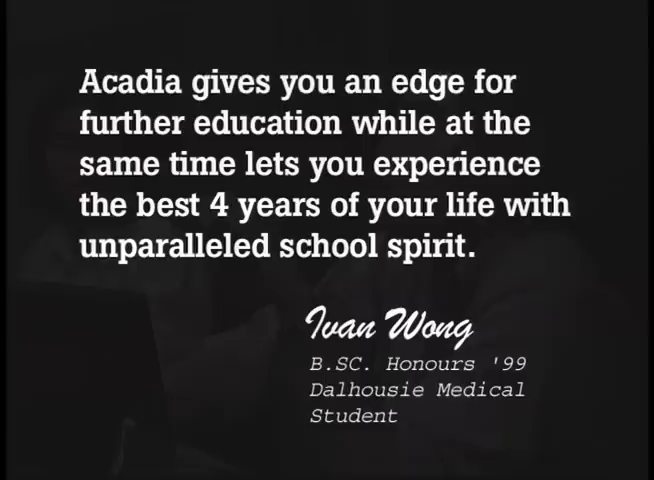 Acadia gives you an edge for
further education while at the
same time lets you experience
the best 4 years of your life with
unparalleled school spirit.
Ivan Wong
B.SC. Honours '99
Dalhousie Medical
Student